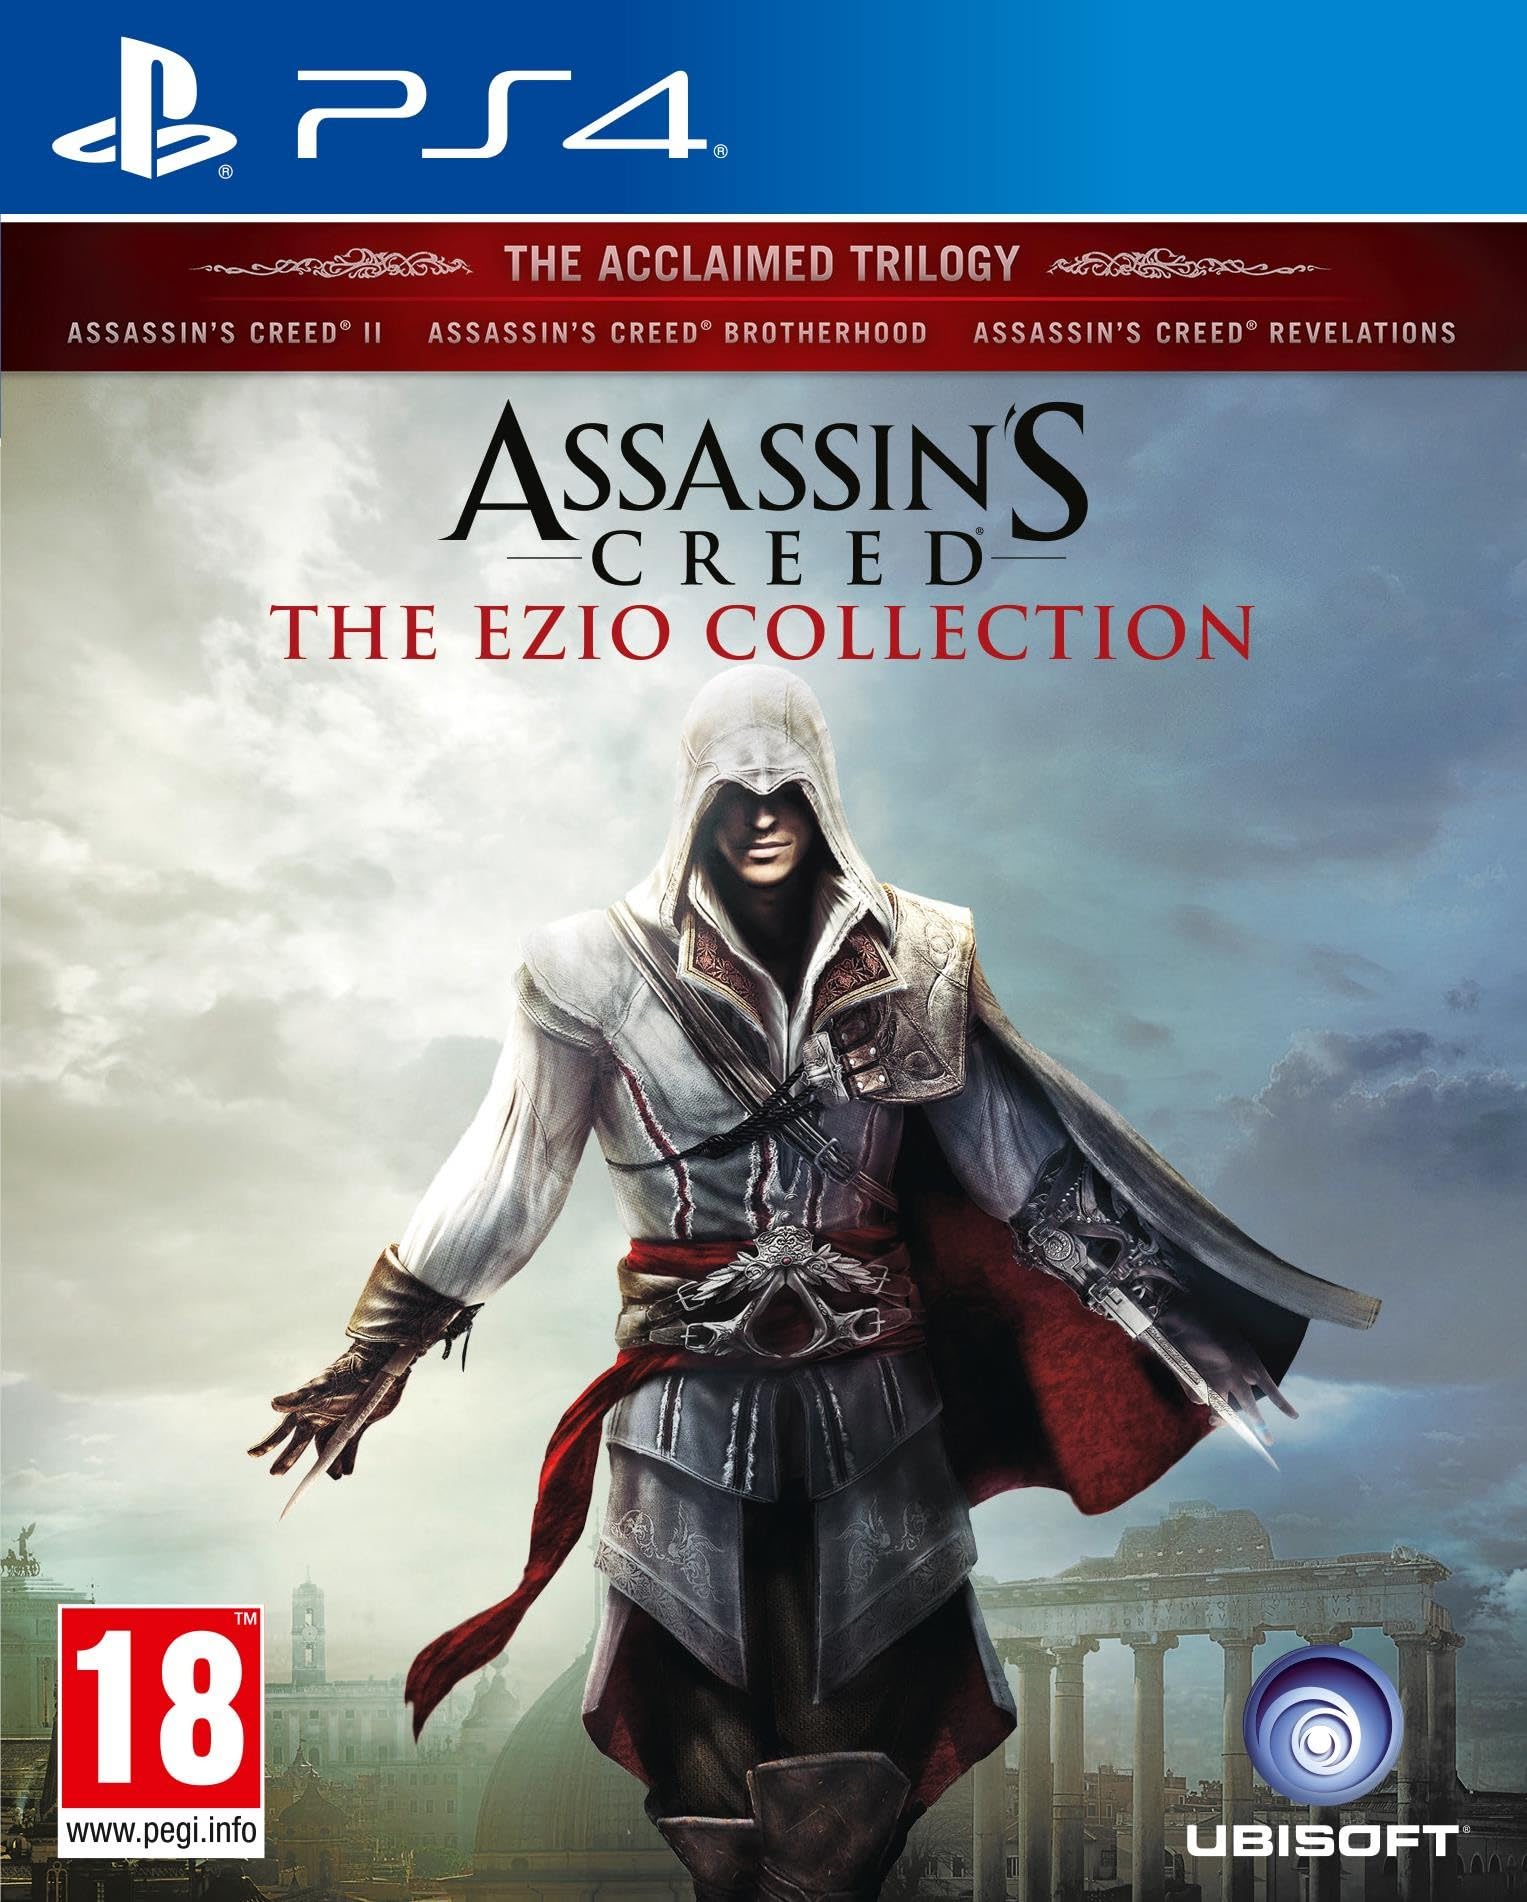 PS4®
THE ACCLAIMED TRILOGY
ASSASSIN'S CREED® II ASSASSIN'S CREED® BROTHERHOOD ASSASSIN'S CREED® REVELATIONS
ASSASSIN'S
CREED®
THE EZIO COLLECTION
18™
www.pegi.info
UBISOFT®